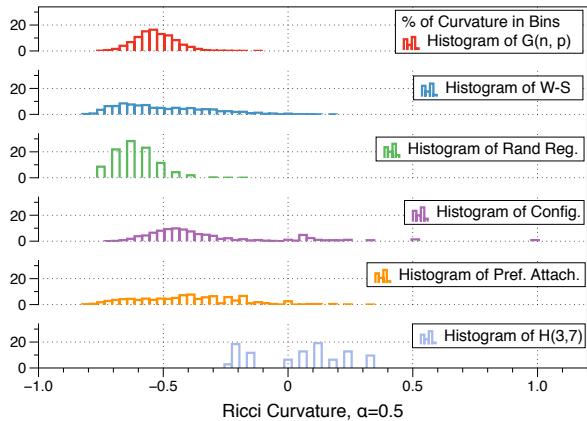 % of Curvature in Bins
Histogram of G(n, p)
20
0
Histogram of W-S
20
0
Histogram of Rand Reg.
20
0
Histogram of Config.
20
0
Histogram of Pref. Attach.
20
0
Histogram of H(3,7)
20
0
−1.0 −0.5 0 0.5 1.0
Ricci Curvature, α=0.5